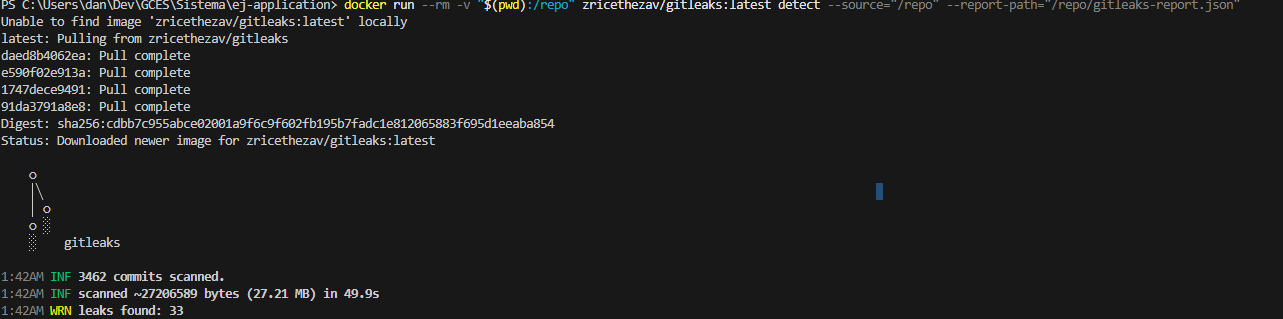 PS C:\Users\dan\Dev\GCES\Sistema\ej-application> docker run --rm -v "$(pwd):/repo" zricethezav/gitleaks:latest detect --source="/repo" --report-path="/repo/gitleaks-report.json"
Unable to find image 'zricethezav/gitleaks:latest' locally
latest: Pulling from zricethezav/gitleaks
daed8b4062ea: Pull complete
e590f02e913a: Pull complete
1747dece9491: Pull complete
91da3791a8e8: Pull complete
Digest: sha256:cdbb7c955abce02001a9f6c9f602fb195b7fadc1e812065883f695d1eeaba854
Status: Downloaded newer image for zricethezav/gitleaks:latest
○
│╲
│ ○
○ ░
░    gitleaks
1:42AM INF 3462 commits scanned.
1:42AM INF scanned ~27206589 bytes (27.21 MB) in 49.9s
1:42AM WRN leaks found: 33